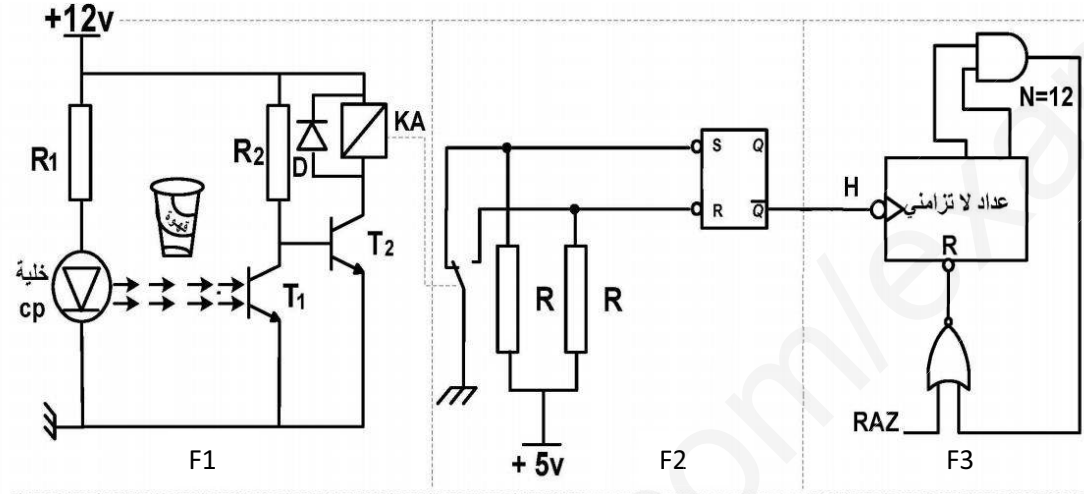 +12v
R1
R2
D
KA
قهوة
خلية
cp
T1
T2
S Q
R Q̅
R R
+ 5v
H
عداد لا تزامني
R
N=12
RAZ
F1
F2
F3